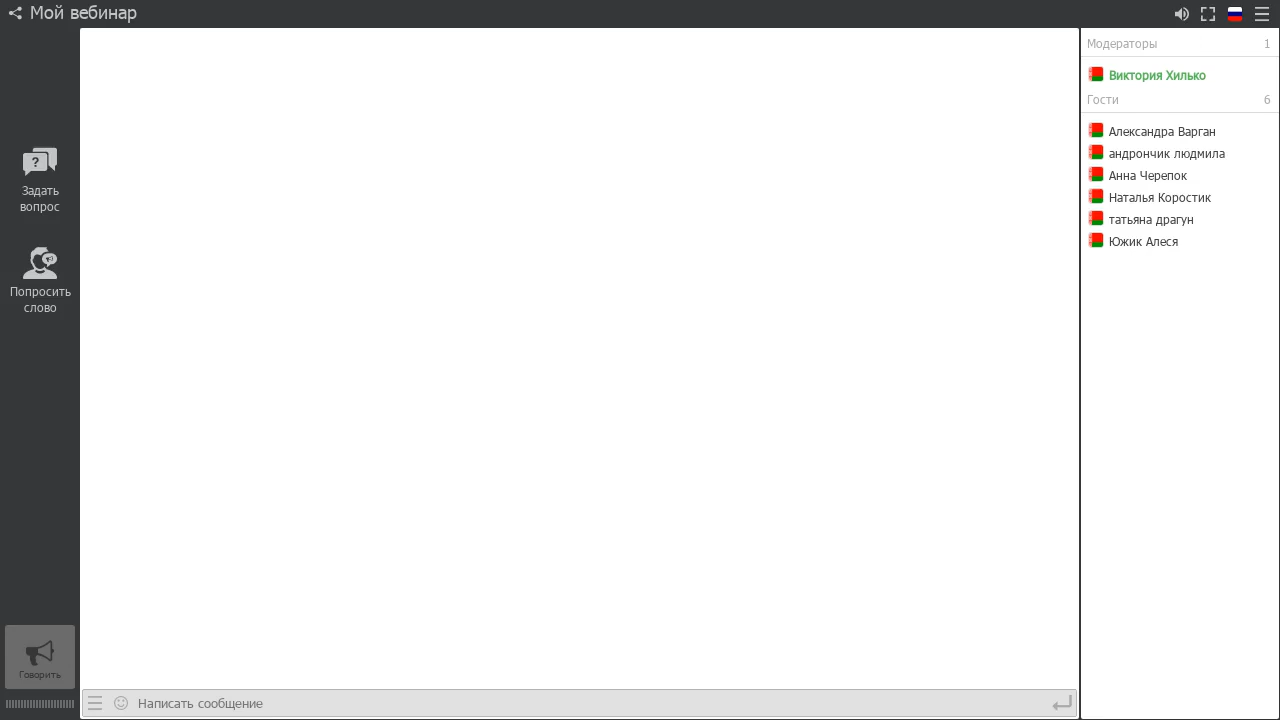 Мой вебинар
Модераторы 1
Виктория Хилько
Гости 6
Александра Варган
андрончик людмила
Анна Черепок
Наталья Коростик
татьяна драгун
Южик Алеся
?
Задать
вопрос
Попросить
слово
Говорить
Написать сообщение